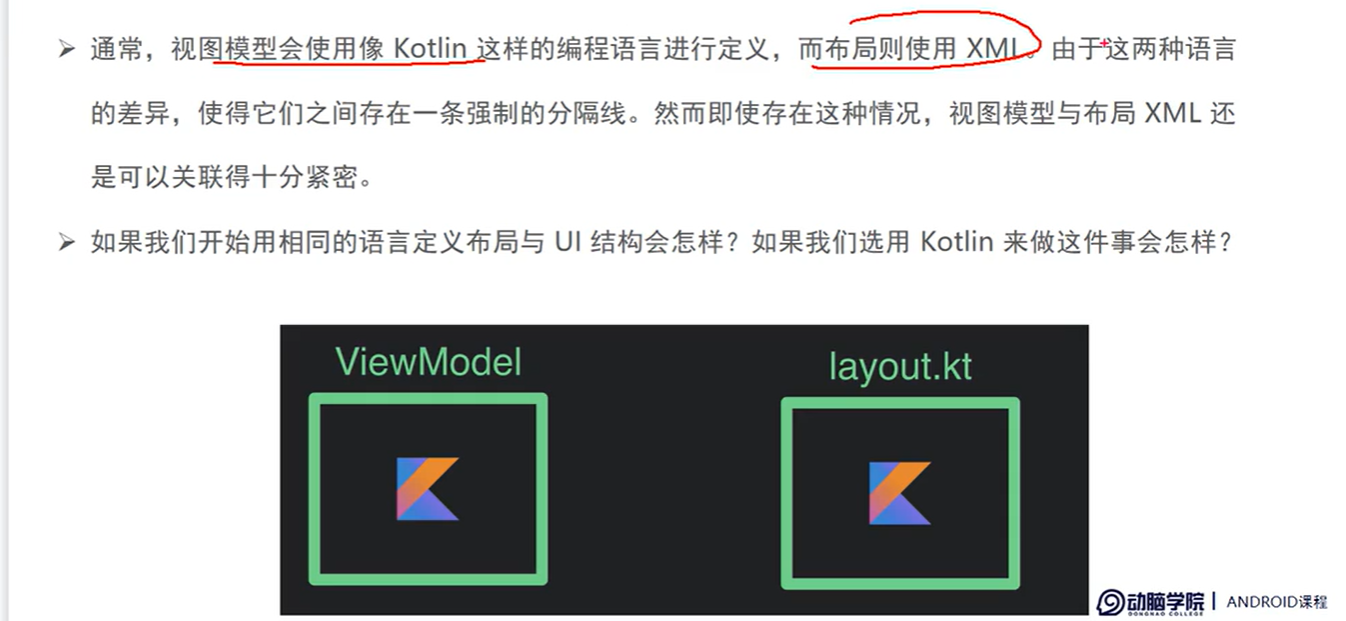 ➢ 通常，视图模型会使用像 Kotlin 这样的编程语言进行定义，而布局则使用 XML。由于这两种语言
的差异，使得它们之间存在一条强制的分隔线。然而即使存在这种情况，视图模型与布局 XML 还
是可以关联得十分紧密。
➢ 如果我们开始用相同的语言定义布局与 UI 结构会怎样？如果我们选用 Kotlin 来做这件事会怎样？
ViewModel
layout.kt
动脑学院 | ANDROID课程
DONGNAO COLLEGE